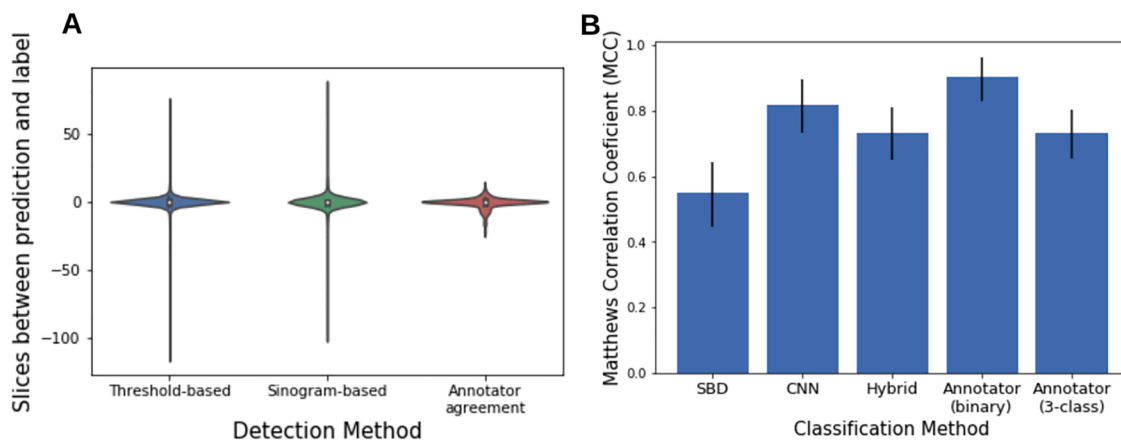 A
Slices between prediction and label
50
0
−50
−100
Threshold-based
Sinogram-based
Annotator
agreement
Detection Method
B
Matthews Correlation Coeficient (MCC)
1.0
0.8
0.6
0.4
0.2
0.0
SBD
CNN
Hybrid
Annotator
(binary)
Annotator
(3-class)
Classification Method